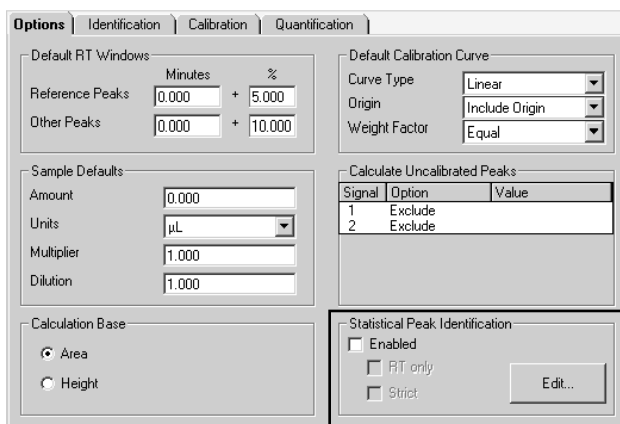 Options Identification Calibration Quantification
Default RT Windows
Minutes %
Reference Peaks 0.000 + 5.000
Other Peaks 0.000 + 10.000
Default Calibration Curve
Curve Type Linear
Origin Include Origin
Weight Factor Equal
Sample Defaults
Amount 0.000
Units µL
Multiplier 1.000
Dilution 1.000
Calculate Uncalibrated Peaks
Signal Option Value
1 Exclude
2 Exclude
Calculation Base
Area
Height
Statistical Peak Identification
Enabled
RT only
Strict
Edit...